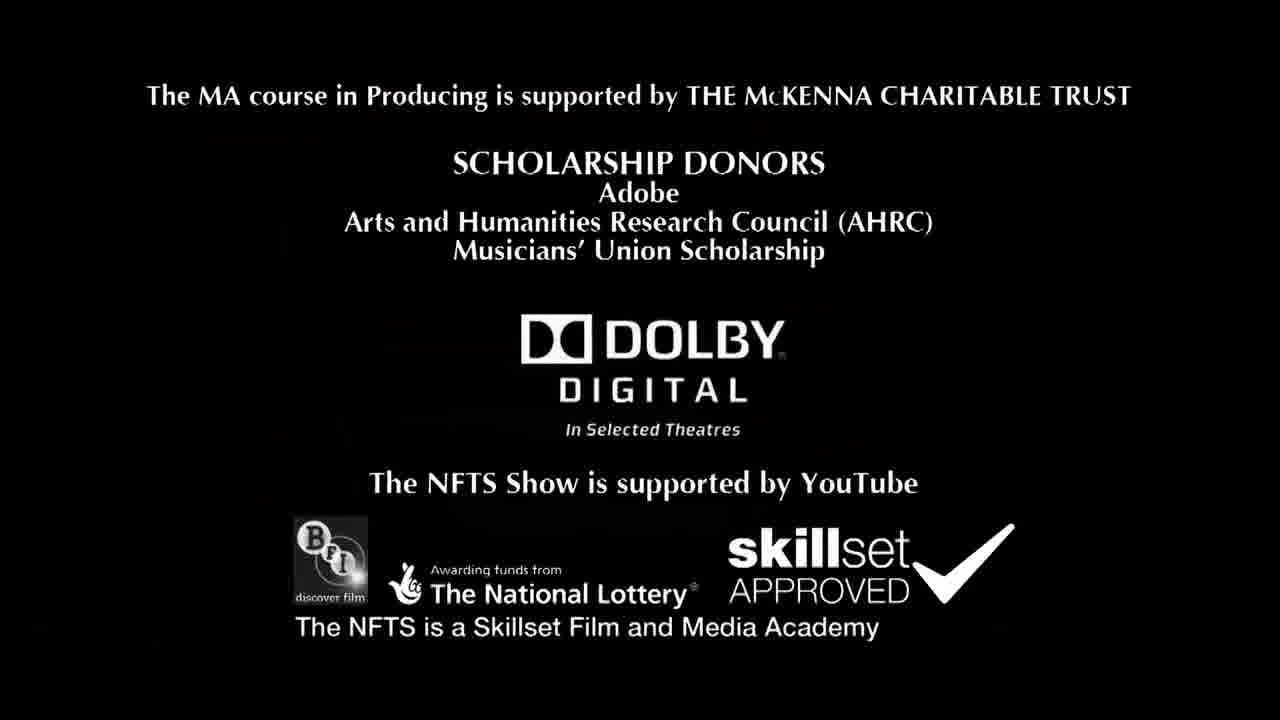 The MA course in Producing is supported by THE McKENNA CHARITABLE TRUST
SCHOLARSHIP DONORS
Adobe
Arts and Humanities Research Council (AHRC)
Musicians’ Union Scholarship
DOLBY®
DIGITAL
In Selected Theatres
The NFTS Show is supported by YouTube
BFI
discover film
Awarding funds from
The National Lottery®
skillset
APPROVED
The NFTS is a Skillset Film and Media Academy